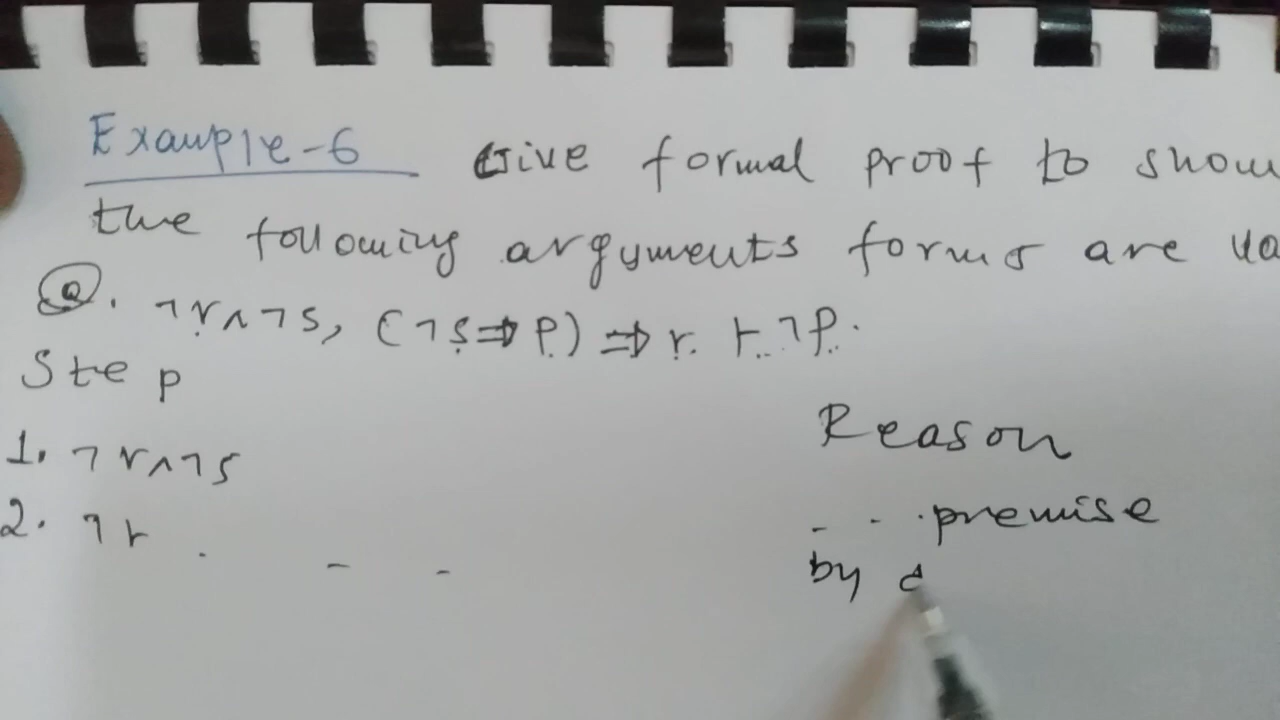 Example-6 Give formal proof to show
the following arguments forms are va
ⓐ. ¬r∧¬s, (¬s⇒p)⇒r. ⊢¬p.
Step
Reason
1. ¬r∧¬s
- - . premise
2. ¬r . - -
by